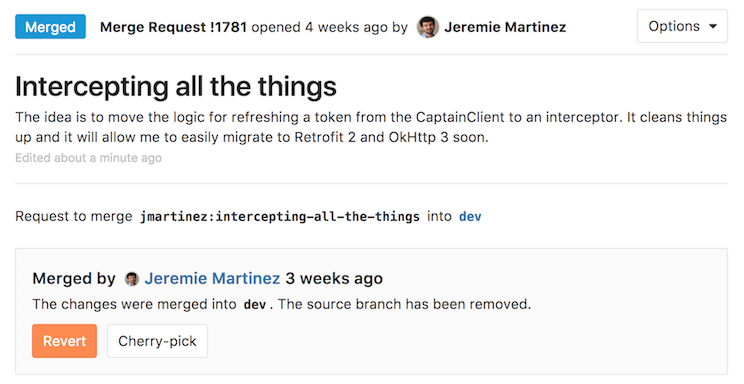 Merged Merge Request !1781 opened 4 weeks ago by Jeremie Martinez Options
Intercepting all the things
The idea is to move the logic for refreshing a token from the CaptainClient to an interceptor. It cleans things
up and it will allow me to easily migrate to Retrofit 2 and OkHttp 3 soon.
Edited about a minute ago
Request to merge jmartinez:intercepting-all-the-things into dev
Merged by Jeremie Martinez 3 weeks ago
The changes were merged into dev. The source branch has been removed.
Revert Cherry-pick